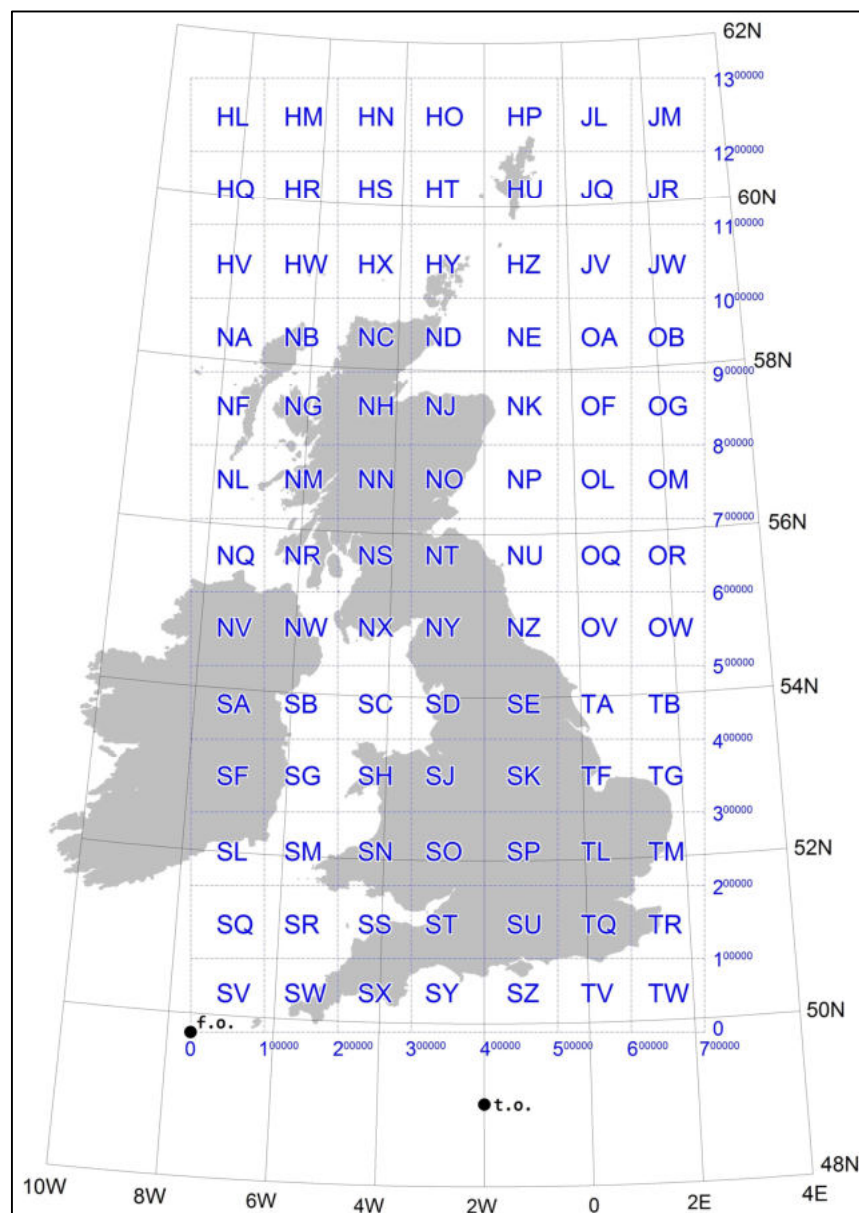 62N
13⁰⁰⁰⁰⁰
HL HM HN HO HP JL JM
12⁰⁰⁰⁰⁰
HQ HR HS HT HU JQ JR
60N
11⁰⁰⁰⁰⁰
HV HW HX HY HZ JV JW
10⁰⁰⁰⁰⁰
NA NB NC ND NE OA OB
58N
9⁰⁰⁰⁰⁰
NF NG NH NJ NK OF OG
8⁰⁰⁰⁰⁰
NL NM NN NO NP OL OM
7⁰⁰⁰⁰⁰
56N
NQ NR NS NT NU OQ OR
6⁰⁰⁰⁰⁰
NV NW NX NY NZ OV OW
5⁰⁰⁰⁰⁰
54N
SA SB SC SD SE TA TB
4⁰⁰⁰⁰⁰
SF SG SH SJ SK TF TG
3⁰⁰⁰⁰⁰
SL SM SN SO SP TL TM
52N
2⁰⁰⁰⁰⁰
SQ SR SS ST SU TQ TR
1⁰⁰⁰⁰⁰
SV SW SX SY SZ TV TW
50N
f.o.
0
0 1⁰⁰⁰⁰⁰ 2⁰⁰⁰⁰⁰ 3⁰⁰⁰⁰⁰ 4⁰⁰⁰⁰⁰ 5⁰⁰⁰⁰⁰ 6⁰⁰⁰⁰⁰ 7⁰⁰⁰⁰⁰
t.o.
48N
10W 8W 6W 4W 2W 0 2E 4E